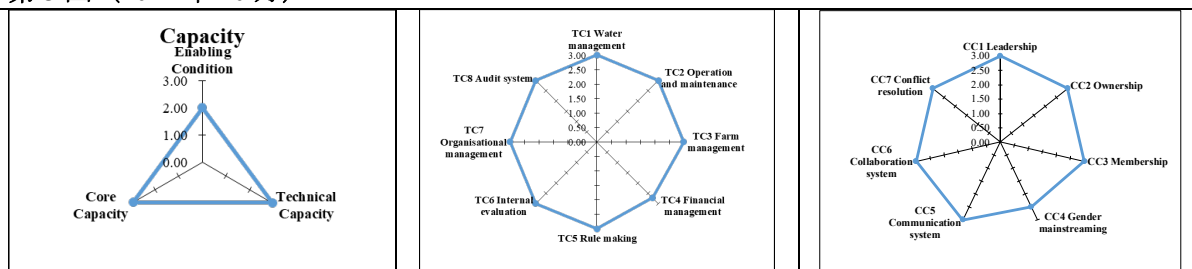 Capacity
Enabling
Condition
3.00
2.00
1.00
0.00
Core
Capacity
Technical
Capacity
TC1 Water
management
3.00
2.50
2.00
1.50
1.00
0.50
0.00
TC2 Operation
and maintenance
TC3 Farm
management
TC4 Financial
management
TC5 Rule making
TC6 Internal
evaluation
TC7
Organisational
management
TC8 Audit system
CC1 Leadership
3.00
2.50
2.00
1.50
1.00
0.50
0.00
CC2 Ownership
CC3 Membership
CC4 Gender
mainstreaming
CC5
Communication
system
CC6
Collaboration
system
CC7 Conflict
resolution